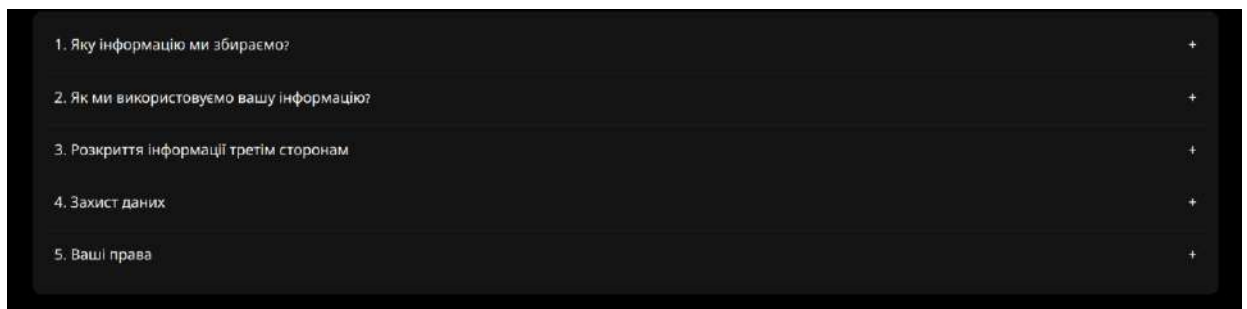 1. Яку інформацію ми збираємо? +
2. Як ми використовуємо вашу інформацію? +
3. Розкриття інформації третім сторонам +
4. Захист даних +
5. Ваші права +